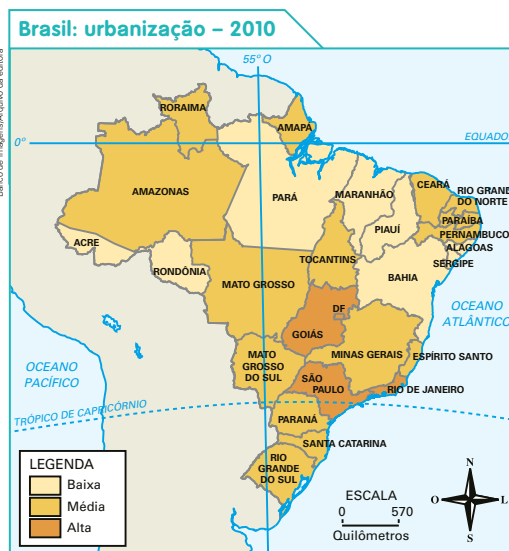 Brasil: urbanização – 2010
55º O
RORAIMA
AMAPÁ
0º
EQUADOR
AMAZONAS
PARÁ
MARANHÃO
CEARÁ
RIO GRANDE
DO NORTE
PARAÍBA
PIAUÍ
PERNAMBUCO
ACRE
ALAGOAS
SERGIPE
TOCANTINS
RONDÔNIA
BAHIA
MATO GROSSO
DF
OCEANO
ATLÂNTICO
GOIÁS
MINAS GERAIS
ESPÍRITO SANTO
OCEANO
PACÍFICO
MATO
GROSSO
DO SUL
SÃO
PAULO
RIO DE JANEIRO
TRÓPICO DE CAPRICÓRNIO
PARANÁ
SANTA CATARINA
RIO
GRANDE
DO SUL
LEGENDA
Baixa
Média
Alta
ESCALA
0 570
Quilômetros
N
O L
S